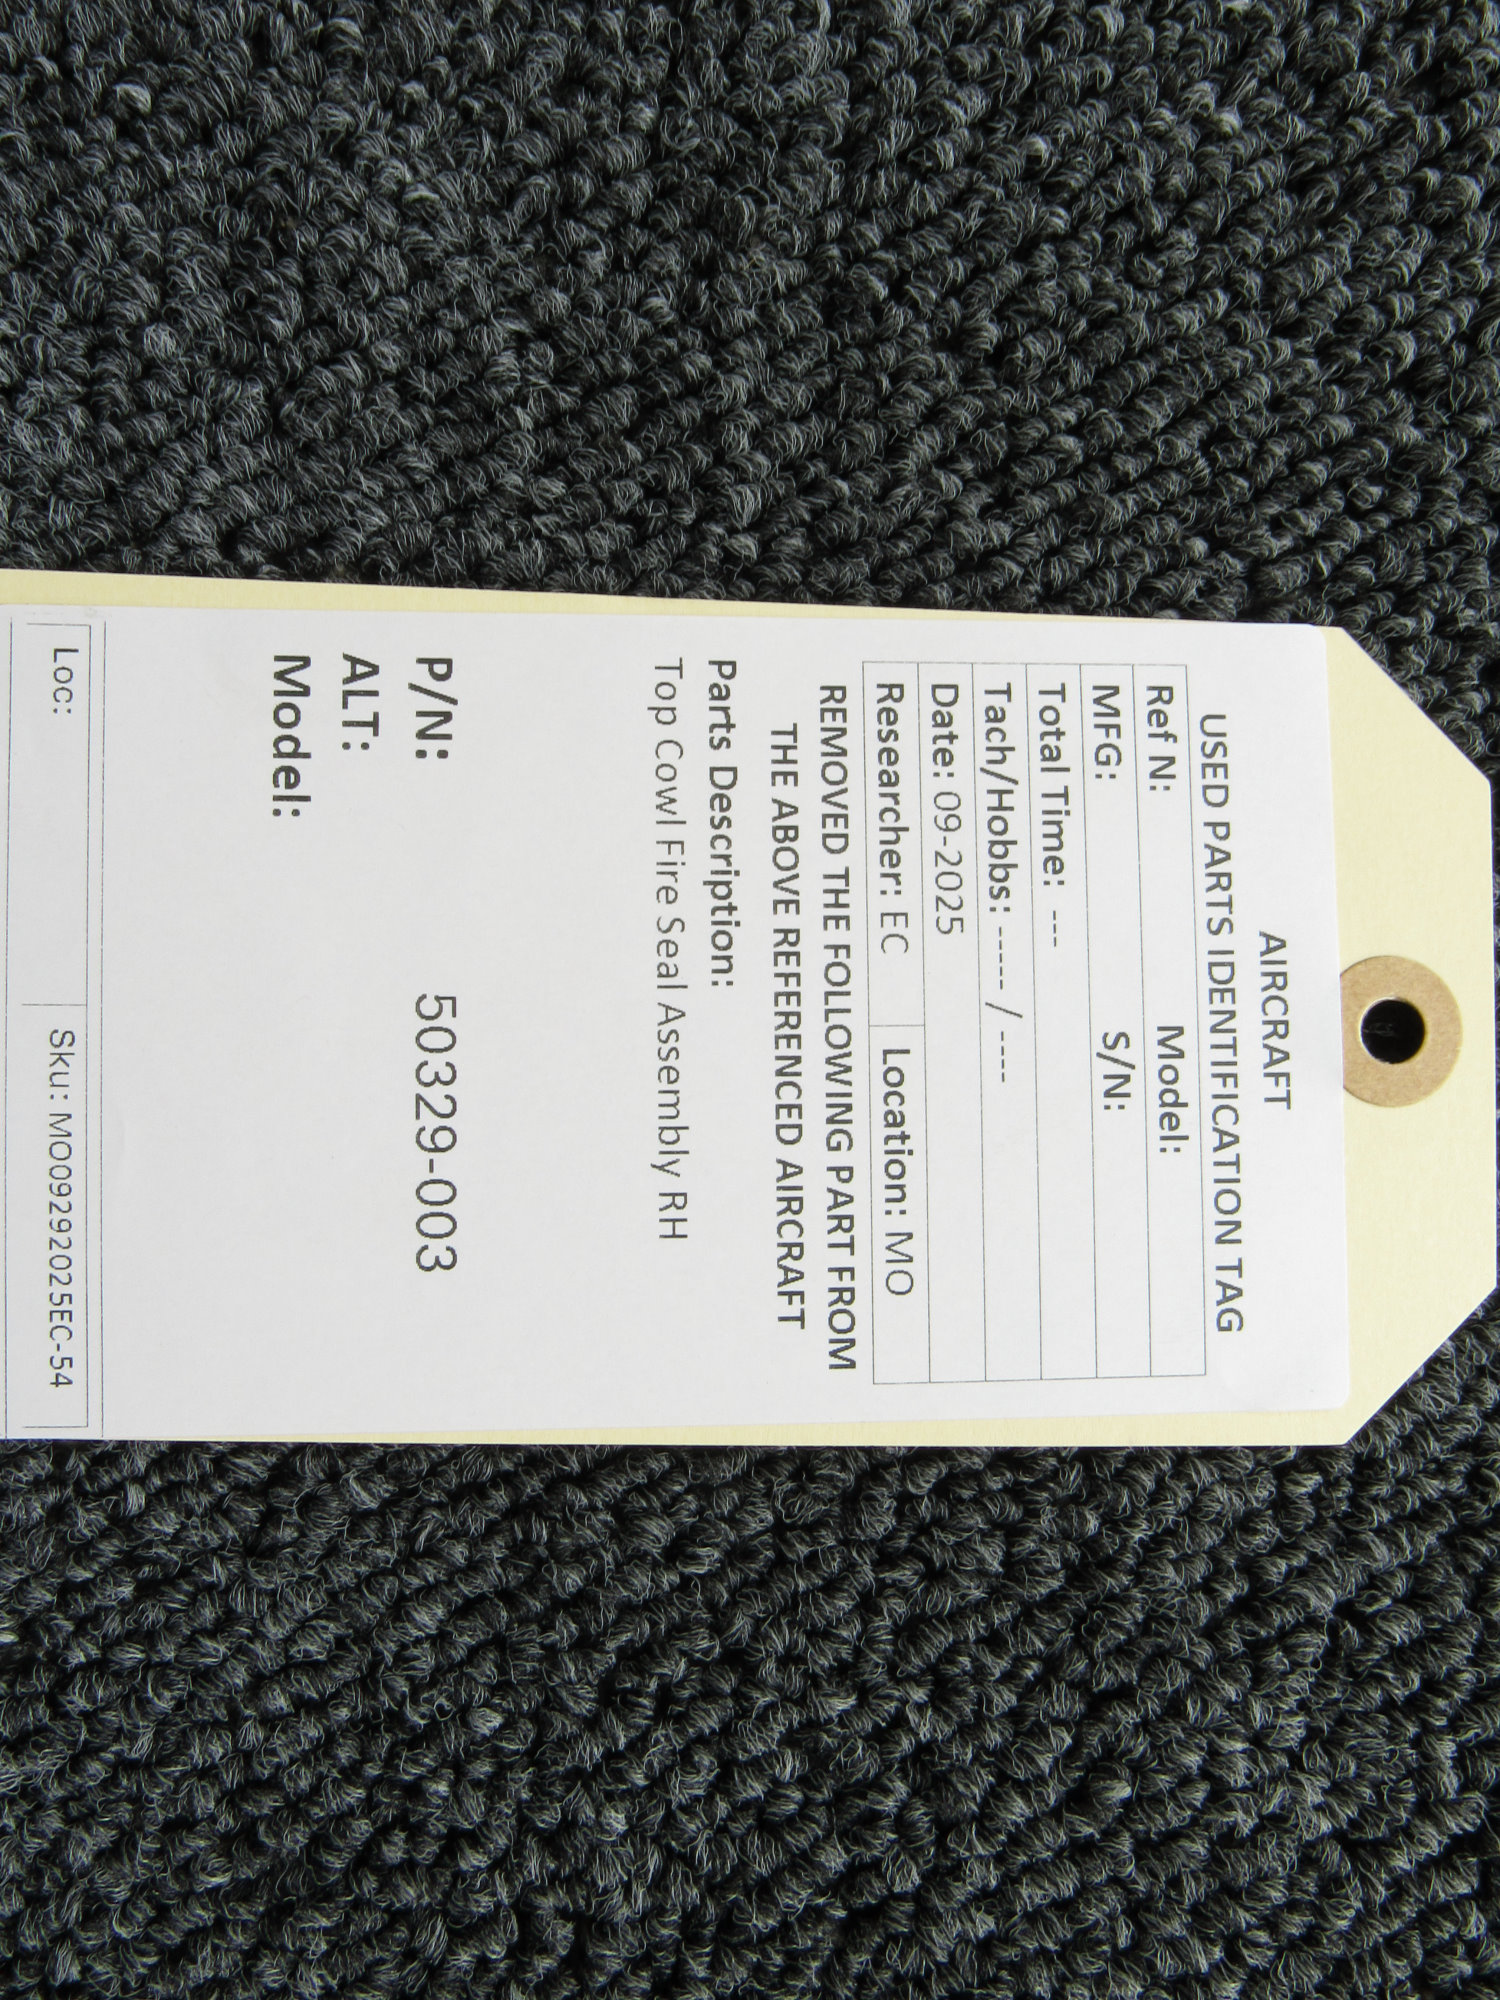 AIRCRAFT
USED PARTS IDENTIFICATION TAG
Ref N: Model:
MFG: S/N:
Total Time: ---
Tach/Hobbs: ----- / ----
Date: 09-2025
Researcher: EC Location: MO
REMOVED THE FOLLOWING PART FROM
THE ABOVE REFERENCED AIRCRAFT
Parts Description:
Top Cowl Fire Seal Assembly RH
P/N: 50329-003
ALT:
Model:
Loc: Sku: MO09292025EC-54